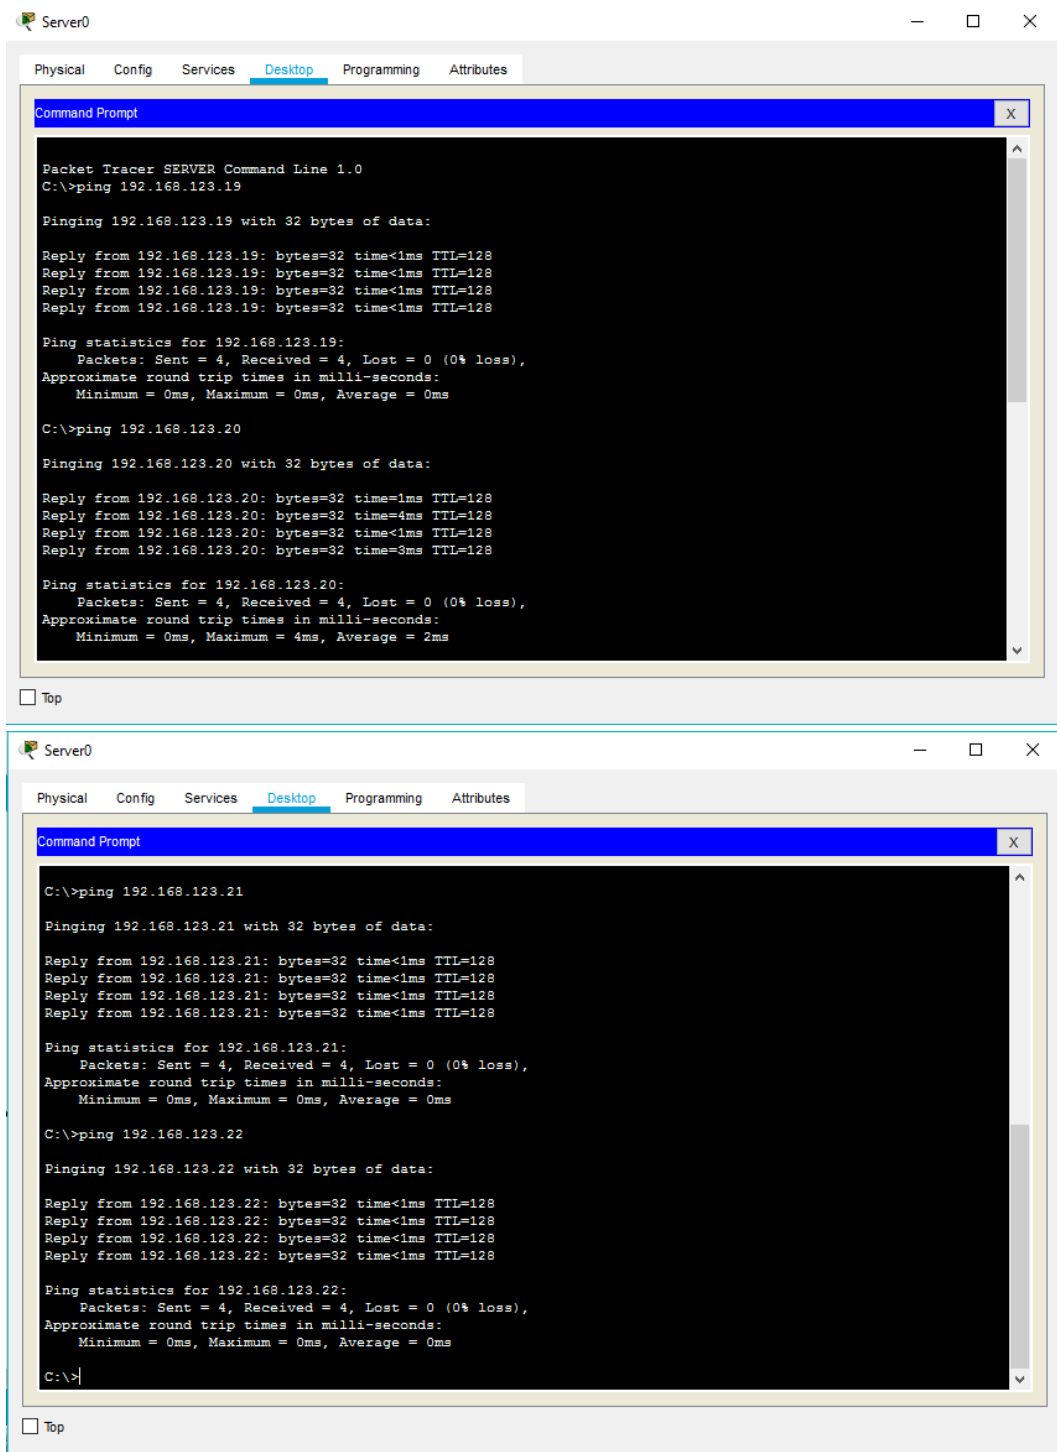 Server0
Physical Config Services Desktop Programming Attributes
Command Prompt
X
Packet Tracer SERVER Command Line 1.0
C:\>ping 192.168.123.19
Pinging 192.168.123.19 with 32 bytes of data:
Reply from 192.168.123.19: bytes=32 time<1ms TTL=128
Reply from 192.168.123.19: bytes=32 time<1ms TTL=128
Reply from 192.168.123.19: bytes=32 time<1ms TTL=128
Reply from 192.168.123.19: bytes=32 time<1ms TTL=128
Ping statistics for 192.168.123.19:
Packets: Sent = 4, Received = 4, Lost = 0 (0% loss),
Approximate round trip times in milli-seconds:
Minimum = 0ms, Maximum = 0ms, Average = 0ms
C:\>ping 192.168.123.20
Pinging 192.168.123.20 with 32 bytes of data:
Reply from 192.168.123.20: bytes=32 time=1ms TTL=128
Reply from 192.168.123.20: bytes=32 time=4ms TTL=128
Reply from 192.168.123.20: bytes=32 time<1ms TTL=128
Reply from 192.168.123.20: bytes=32 time=3ms TTL=128
Ping statistics for 192.168.123.20:
Packets: Sent = 4, Received = 4, Lost = 0 (0% loss),
Approximate round trip times in milli-seconds:
Minimum = 0ms, Maximum = 4ms, Average = 2ms
Top
Server0
Physical Config Services Desktop Programming Attributes
Command Prompt
X
C:\>ping 192.168.123.21
Pinging 192.168.123.21 with 32 bytes of data:
Reply from 192.168.123.21: bytes=32 time<1ms TTL=128
Reply from 192.168.123.21: bytes=32 time<1ms TTL=128
Reply from 192.168.123.21: bytes=32 time<1ms TTL=128
Reply from 192.168.123.21: bytes=32 time<1ms TTL=128
Ping statistics for 192.168.123.21:
Packets: Sent = 4, Received = 4, Lost = 0 (0% loss),
Approximate round trip times in milli-seconds:
Minimum = 0ms, Maximum = 0ms, Average = 0ms
C:\>ping 192.168.123.22
Pinging 192.168.123.22 with 32 bytes of data:
Reply from 192.168.123.22: bytes=32 time<1ms TTL=128
Reply from 192.168.123.22: bytes=32 time<1ms TTL=128
Reply from 192.168.123.22: bytes=32 time<1ms TTL=128
Reply from 192.168.123.22: bytes=32 time<1ms TTL=128
Ping statistics for 192.168.123.22:
Packets: Sent = 4, Received = 4, Lost = 0 (0% loss),
Approximate round trip times in milli-seconds:
Minimum = 0ms, Maximum = 0ms, Average = 0ms
C:\>
Top